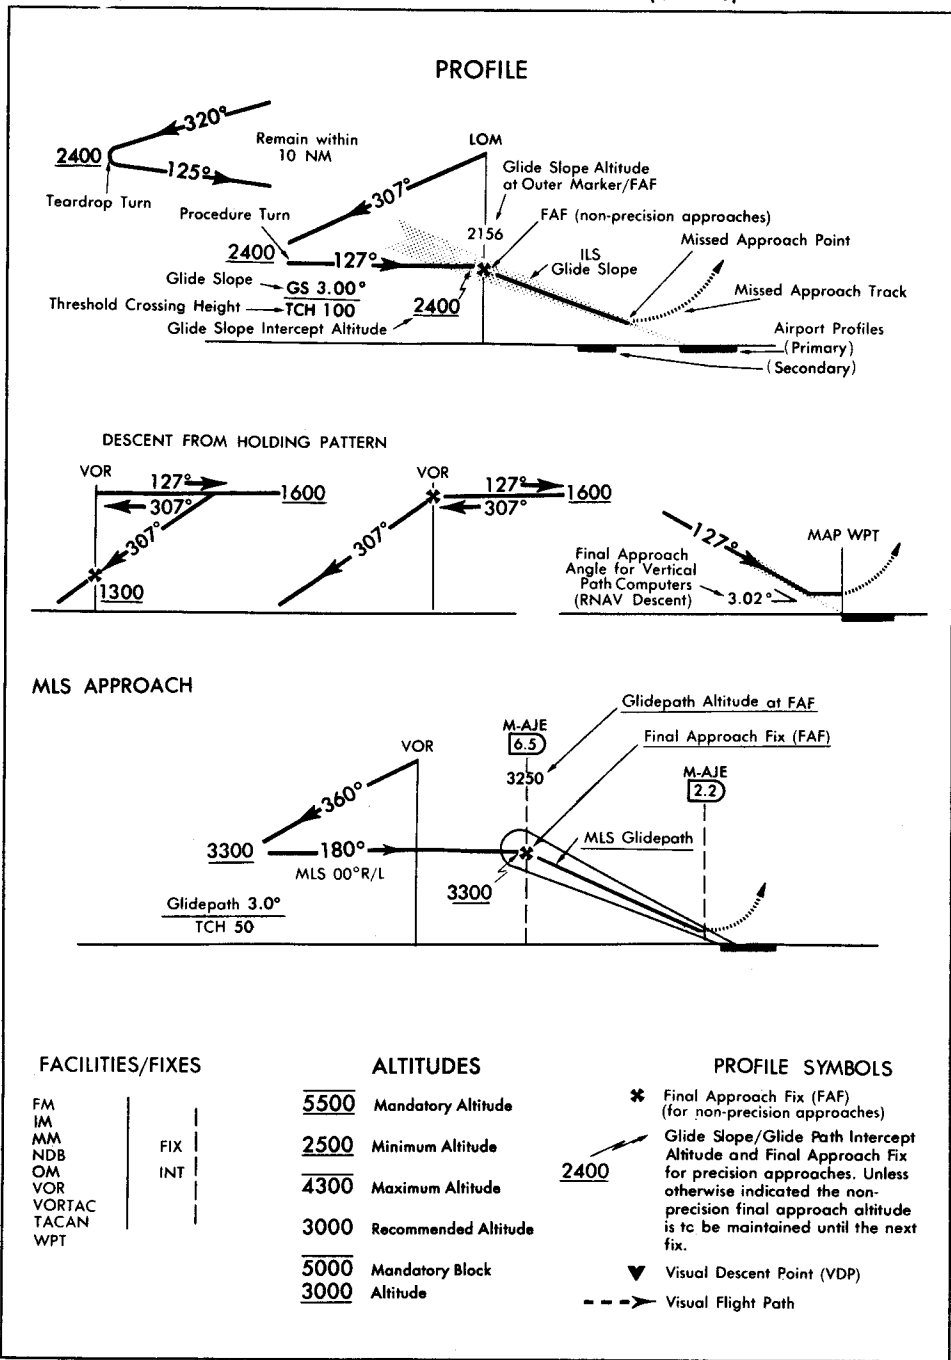 PROFILE
320°
Remain within
10 NM
2400
125°
Teardrop Turn
LOM
Glide Slope Altitude
at Outer Marker/FAF
307°
Procedure Turn
2156
FAF (non-precision approaches)
Missed Approach Point
2400
127°
ILS
Glide Slope
Glide Slope
GS 3.00°
Missed Approach Track
Threshold Crossing Height
TCH 100
2400
Glide Slope Intercept Altitude
Airport Profiles
(Primary)
(Secondary)
DESCENT FROM HOLDING PATTERN
VOR
127°
1600
307°
307°
1300
VOR
127°
1600
307°
307°
127°
MAP WPT
Final Approach
Angle for Vertical
Path Computers
(RNAV Descent)
3.02°
MLS APPROACH
Glidepath Altitude at FAF
M-AJE
6.5
Final Approach Fix (FAF)
VOR
3250
M-AJE
2.2
360°
MLS Glidepath
3300
180°
MLS 00°R/L
3300
Glidepath 3.0°
TCH 50
FACILITIES/FIXES
FM
IM
MM
NDB
OM
VOR
VORTAC
TACAN
WPT
FIX
INT
ALTITUDES
5500 Mandatory Altitude
2500 Minimum Altitude
4300 Maximum Altitude
3000 Recommended Altitude
5000 Mandatory Block
3000 Altitude
PROFILE SYMBOLS
Final Approach Fix (FAF)
(for non-precision approaches)
2400
Glide Slope/Glide Path Intercept
Altitude and Final Approach Fix
for precision approaches. Unless
otherwise indicated the non-
precision final approach altitude
is to be maintained until the next
fix.
Visual Descent Point (VDP)
Visual Flight Path